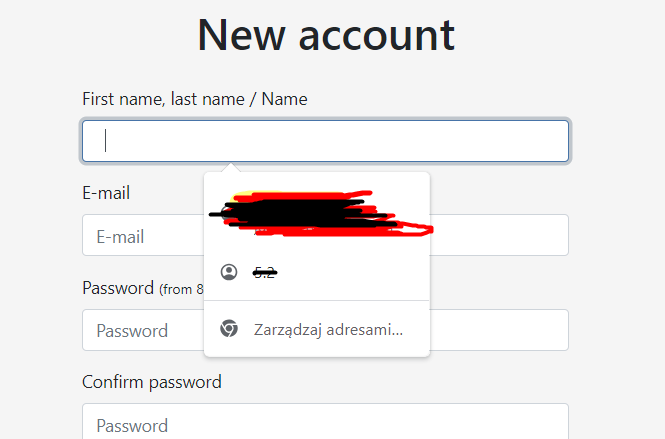 New account
First name, last name / Name
E-mail
E-mail
Password (from 8
Password
Zarządzaj adresami...
Confirm password
Password